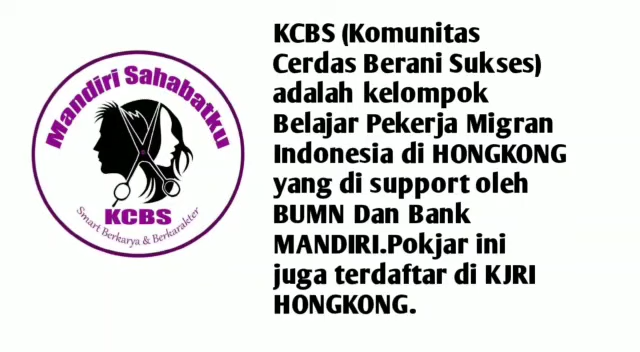 Mandiri Sahabatku
KCBS
Smart Berkarya & Berkarakter
KCBS (Komunitas
Cerdas Berani Sukses)
adalah kelompok
Belajar Pekerja Migran
Indonesia di HONGKONG
yang di support oleh
BUMN Dan Bank
MANDIRI.Pokjar ini
juga terdaftar di KJRI
HONGKONG.